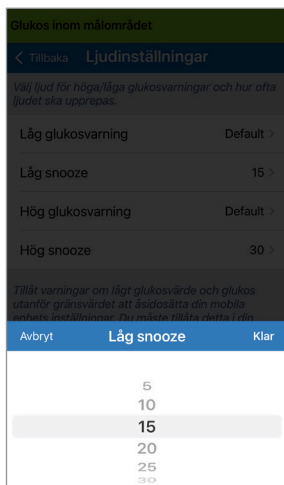 Glukos inom målområdet
Tillbaka Ljudinställningar
Välj ljud för höga/låga glukosvarningar och hur ofta
ljudet ska upprepas.
Låg glukosvarning Default
Låg snooze 15
Hög glukosvarning Default
Hög snooze 30
Tillåt varningar om lågt glukosvärde och glukos
utanför gränsvärdet att åsidosätta din mobila
enhets inställningar. Du måste tillåta detta i din
Avbryt Låg snooze Klar
5
10
15
20
25
30